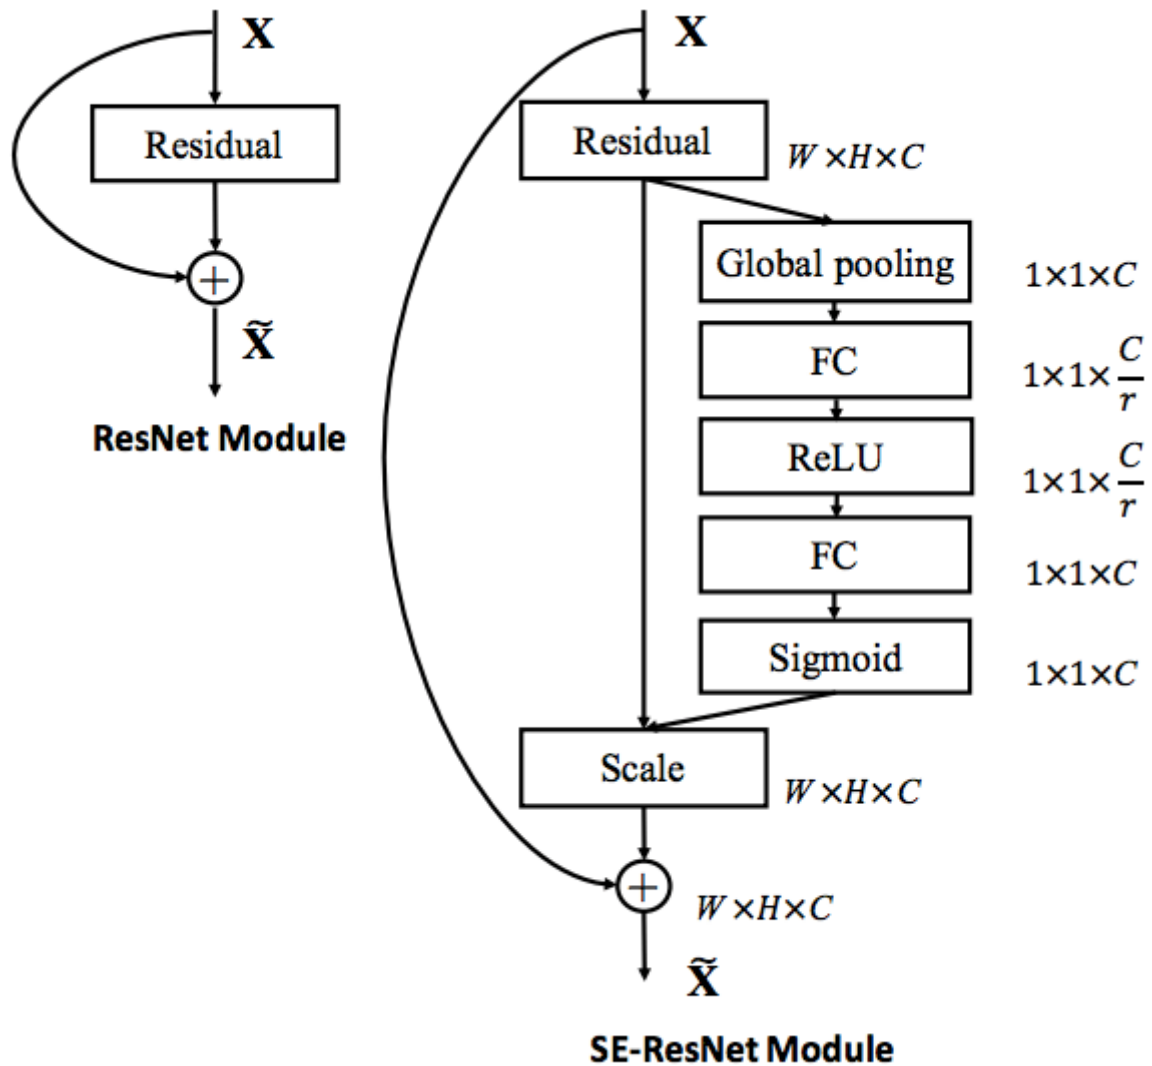 X
Residual
+
X̃
ResNet Module
X
Residual
W×H×C
Global pooling
1×1×C
FC
1×1×C/r
ReLU
1×1×C/r
FC
1×1×C
Sigmoid
1×1×C
Scale
W×H×C
+
W×H×C
X̃
SE-ResNet Module